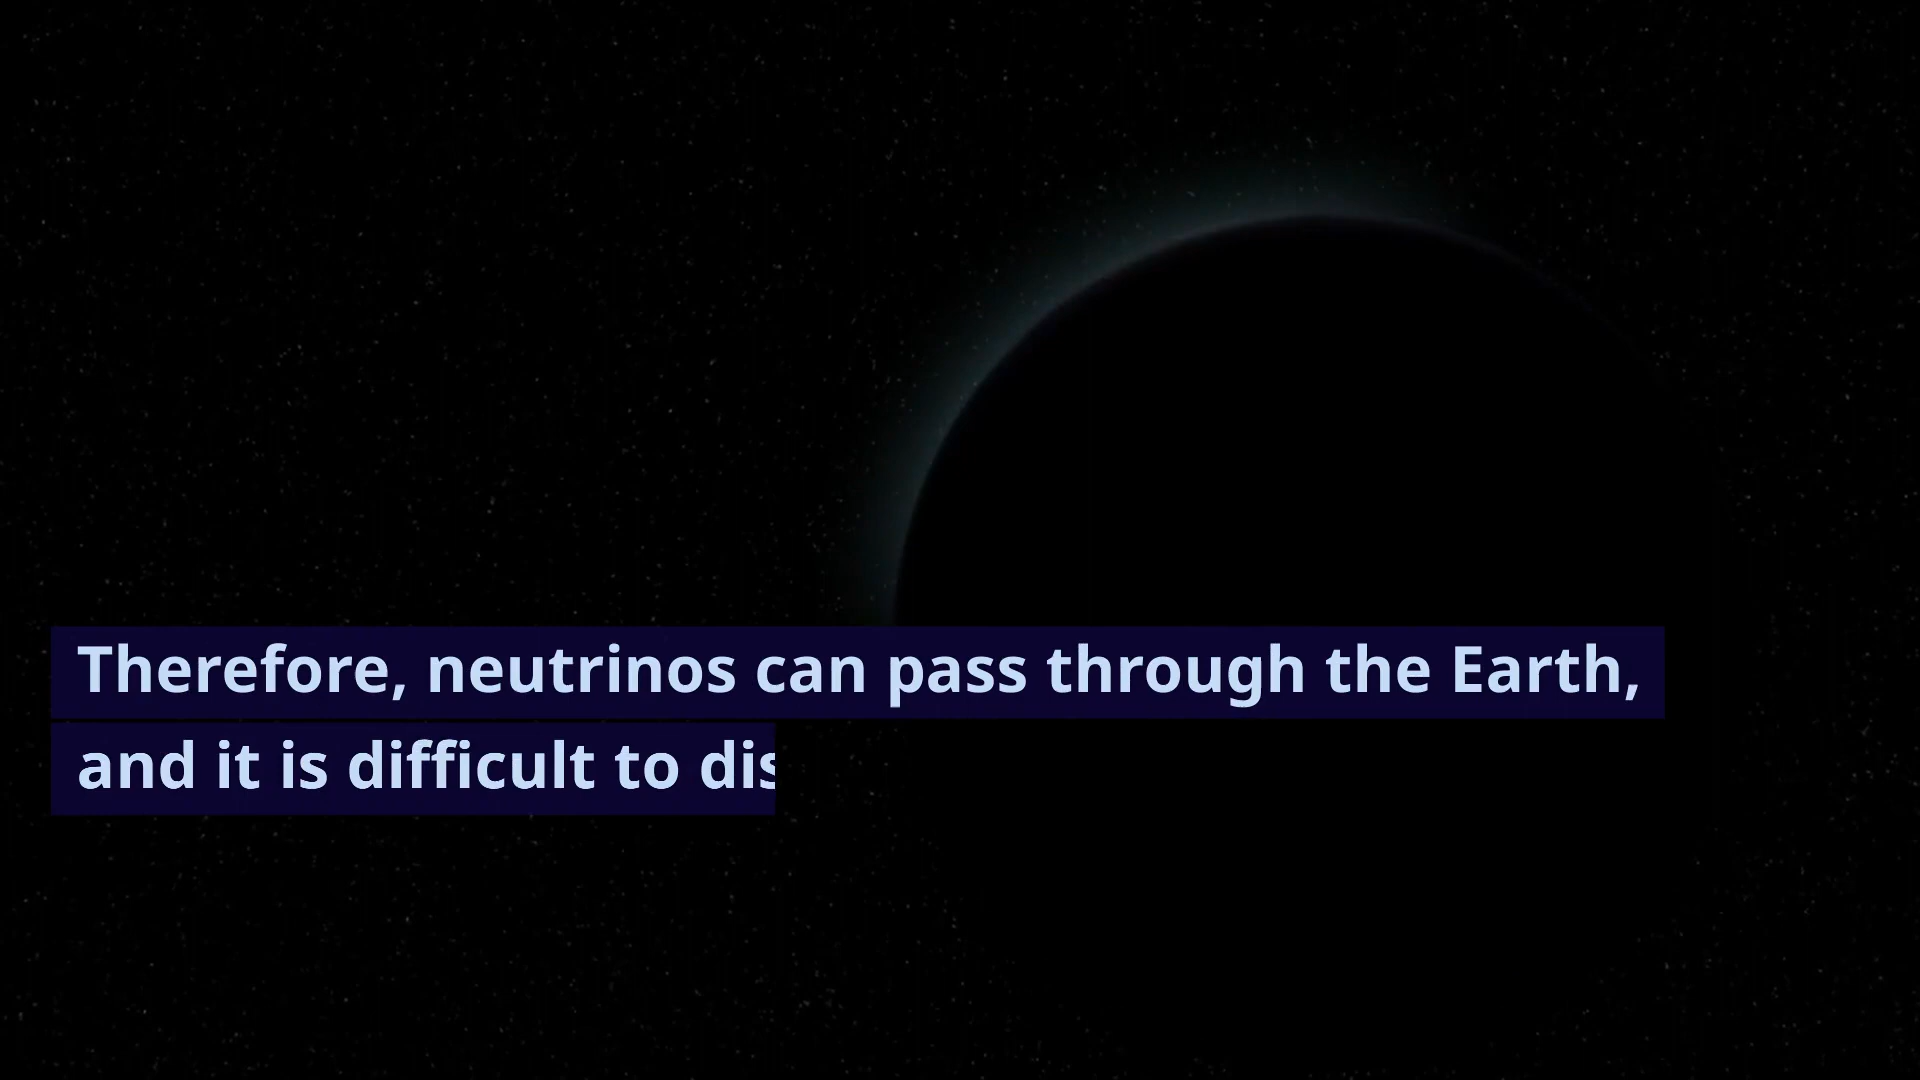 Therefore, neutrinos can pass through the Earth,
and it is difficult to dis